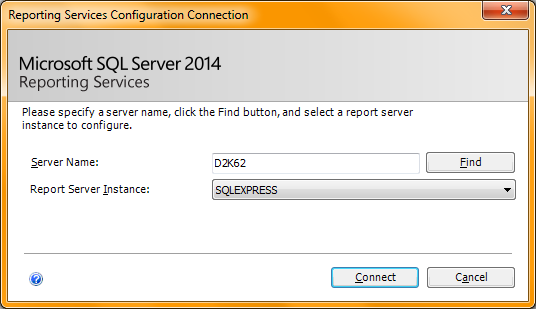 Reporting Services Configuration Connection
Microsoft SQL Server 2014
Reporting Services
Please specify a server name, click the Find button, and select a report server
instance to configure.
Server Name: D2K62 Find
Report Server Instance: SQLEXPRESS
? Connect Cancel